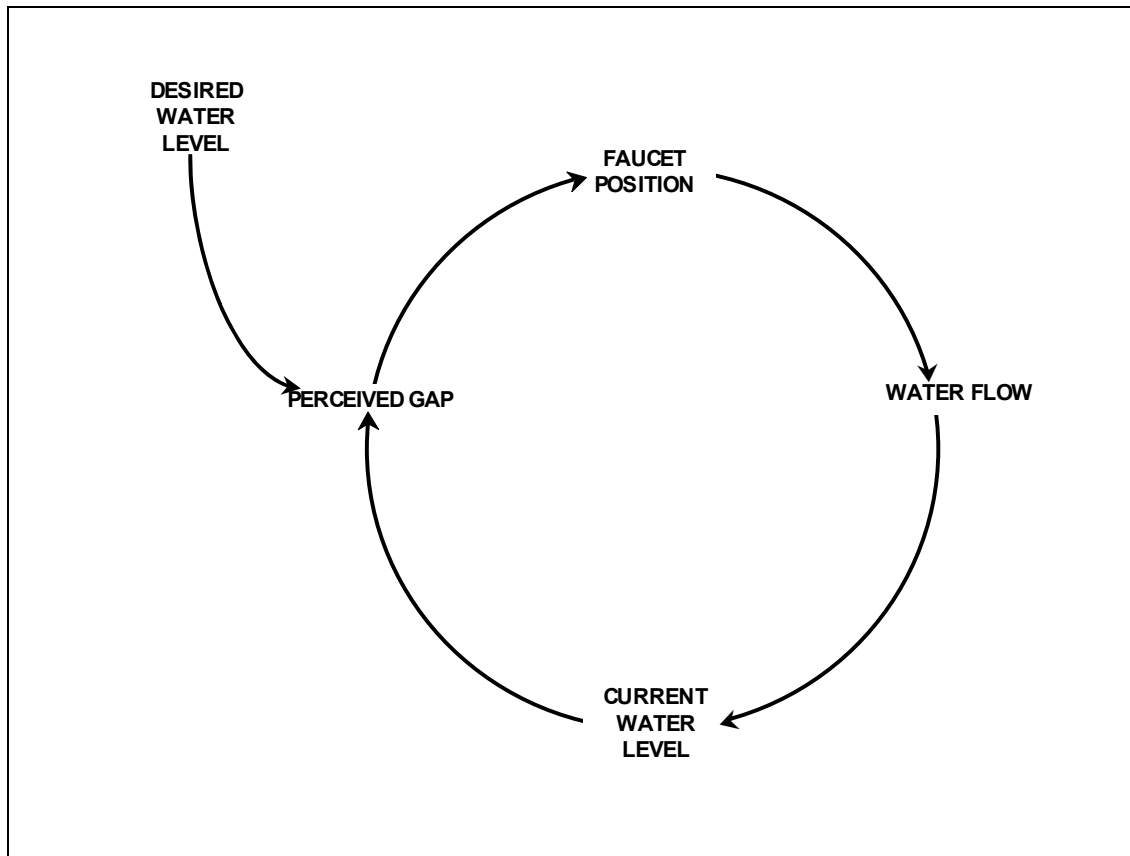 DESIRED
WATER
LEVEL
FAUCET
POSITION
PERCEIVED GAP
WATER FLOW
CURRENT
WATER
LEVEL